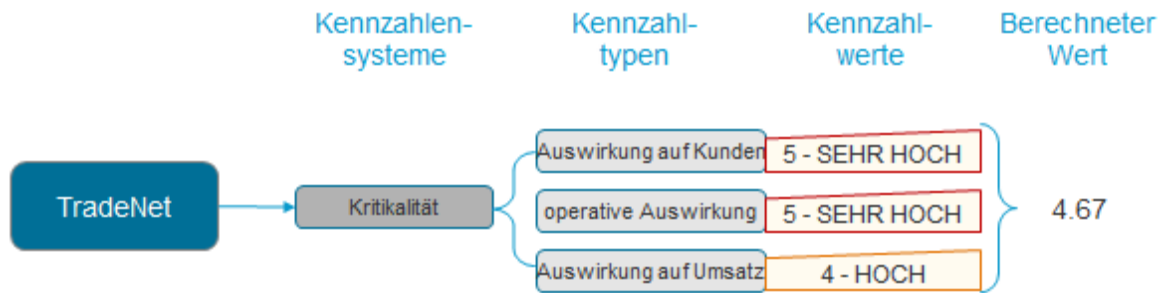 Kennzahlen-
systeme
Kennzahl-
typen
Kennzahl-
werte
Berechneter
Wert
TradeNet
Kritikalität
Auswirkung auf Kunden
5 - SEHR HOCH
operative Auswirkung
5 - SEHR HOCH
Auswirkung auf Umsatz
4 - HOCH
4.67